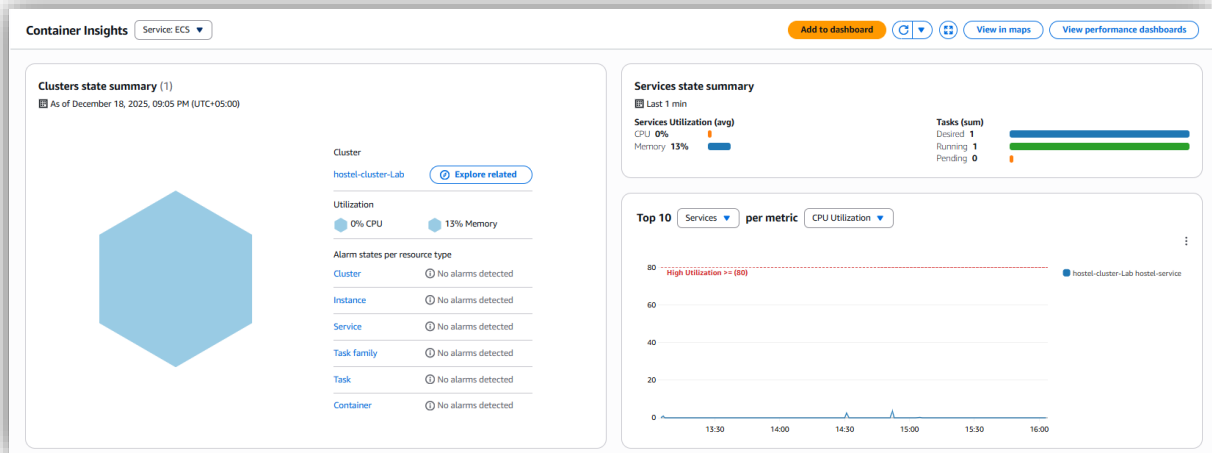 Container Insights Service: ECS ▼ Add to dashboard View in maps View performance dashboards
Clusters state summary (1)
As of December 18, 2025, 09:05 PM (UTC+05:00)
Cluster
hostel-cluster-Lab Explore related
Utilization
0% CPU 13% Memory
Alarm states per resource type
Cluster No alarms detected
Instance No alarms detected
Service No alarms detected
Task family No alarms detected
Task No alarms detected
Container No alarms detected
Services state summary
Last 1 min
Services Utilization (avg) Tasks (sum)
CPU 0% Desired 1
Memory 13% Running 1
Pending 0
Top 10 Services ▼ per metric CPU Utilization ▼
80 High Utilization >= (80) hostel-cluster-Lab hostel-service
60
40
20
0
13:30 14:00 14:30 15:00 15:30 16:00